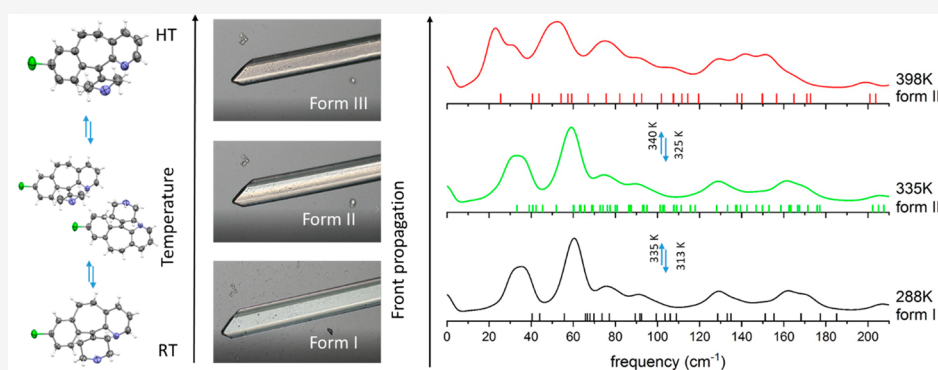 HT
Temperature
RT
Form III
Form II
Form I
Front propagation
398K
form II
340 K
325 K
335K
form II
335 K
313 K
288K
form I
0 20 40 60 80 100 120 140 160 180 200
frequency (cm-1)